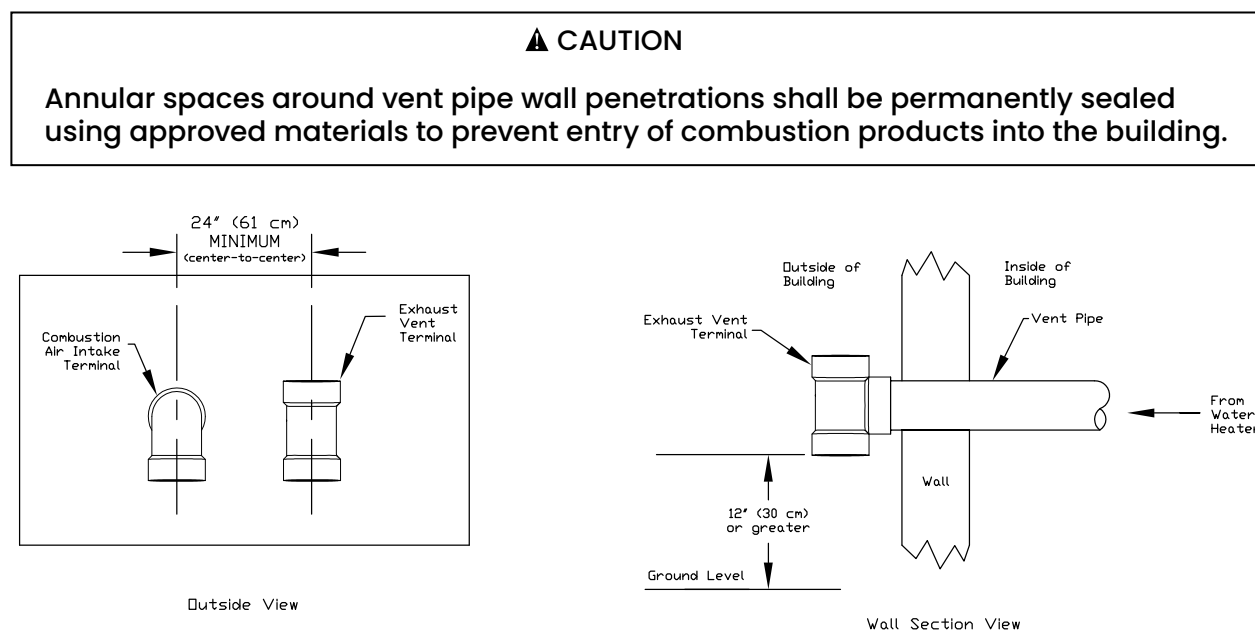 CAUTION
Annular spaces around vent pipe wall penetrations shall be permanently sealed
using approved materials to prevent entry of combustion products into the building.
24" (61 cm)
MINIMUM
(center-to-center)
Combustion
Air Intake
Terminal
Exhaust
Vent
Terminal
Outside View
Outside of
Building
Inside of
Building
Exhaust Vent
Terminal
Vent Pipe
From
Water
Heater
Wall
12" (30 cm)
or greater
Ground Level
Wall Section View